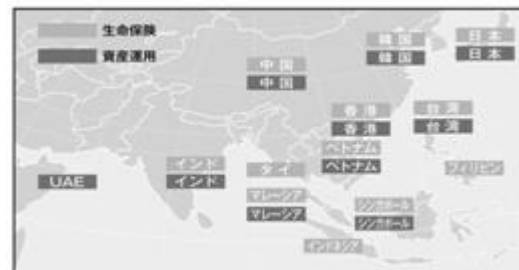 生命保険
資産運用
中国
中国
韓国
韓国
日本
日本
香港
香港
台湾
台湾
ベトナム
ベトナム
インド
インド
タイ
フィリピン
UAE
マレーシア
マレーシア
シンガポール
シンガポール
インドネシア